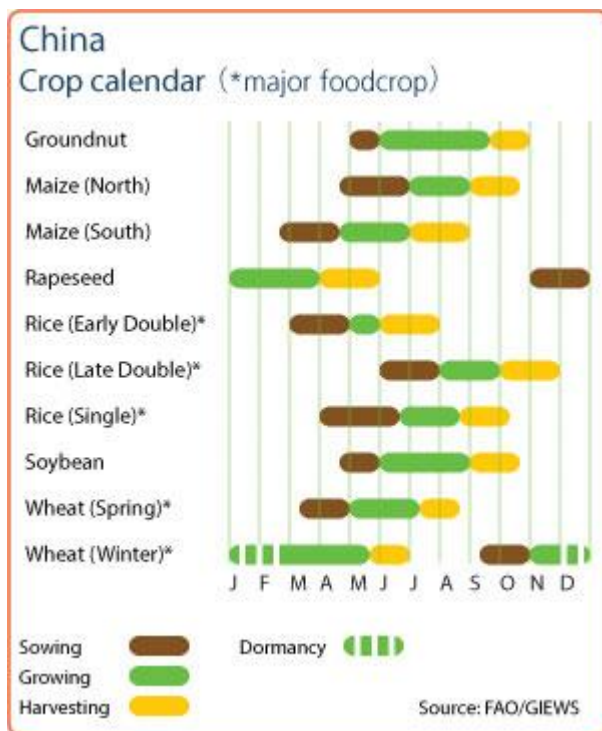 China
Crop calendar (*major foodcrop)
Groundnut
Maize (North)
Maize (South)
Rapeseed
Rice (Early Double)*
Rice (Late Double)*
Rice (Single)*
Soybean
Wheat (Spring)*
Wheat (Winter)*
J F M A M J J A S O N D
Sowing Dormancy
Growing
Harvesting Source: FAO/GIEWS